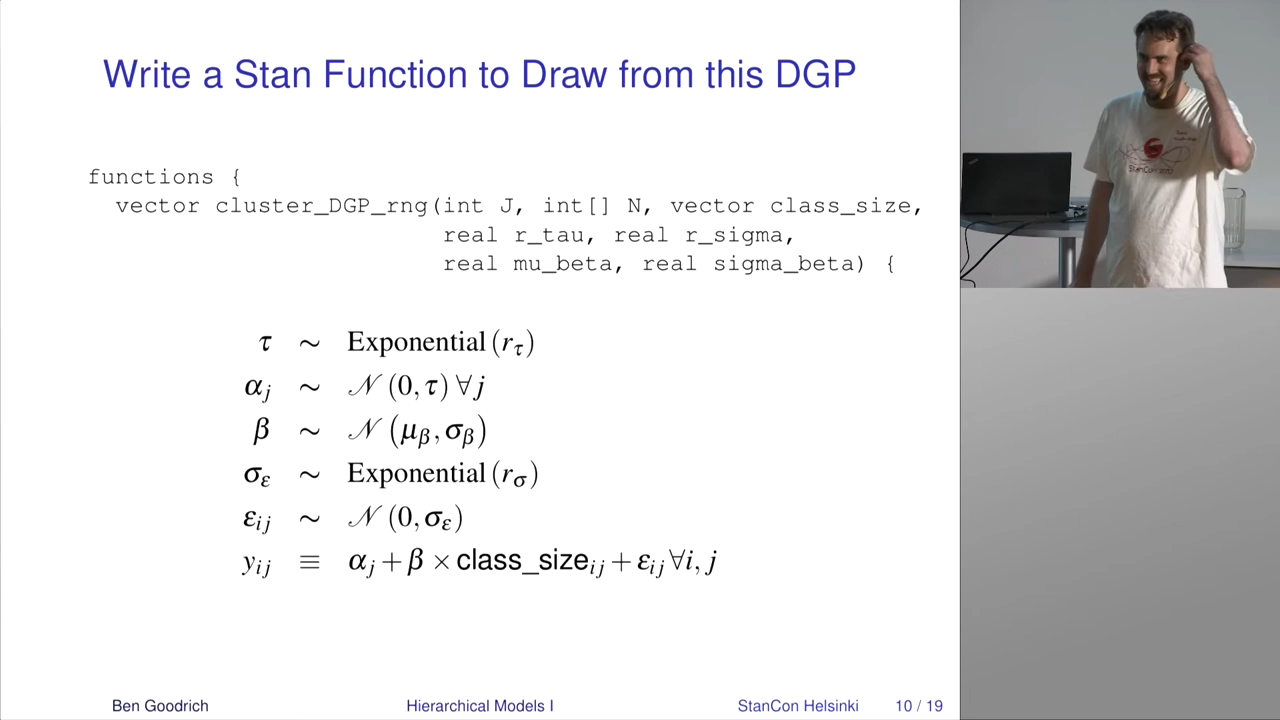 Write a Stan Function to Draw from this DGP
functions {
vector cluster_DGP_rng(int J, int[] N, vector class_size,
real r_tau, real r_sigma,
real mu_beta, real sigma_beta) {
τ ∼ Exponential (r_τ)
α_j ∼ 𝒩 (0, τ) ∀ j
β ∼ 𝒩 (μ_β, σ_β)
σ_ε ∼ Exponential (r_σ)
ε_ij ∼ 𝒩 (0, σ_ε)
y_ij ≡ α_j + β × class_size_ij + ε_ij ∀i, j
Ben Goodrich Hierarchical Models I StanCon Helsinki 10 / 19